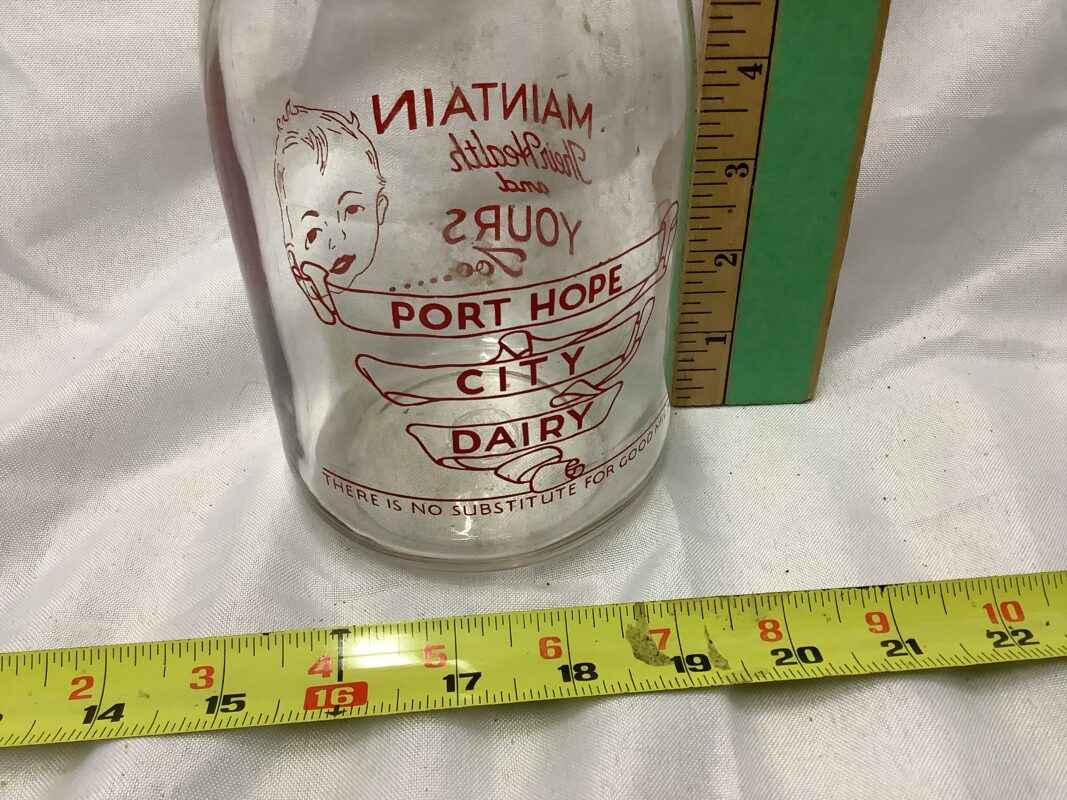 MAINTAIN
Their Health
and
YOURS
Too.......
PORT HOPE
CITY
DAIRY
THERE IS NO SUBSTITUTE FOR GOOD
4
3
2
1
2 3 4 5 6 7 8 9 10
14 15 16 17 18 19 20 21 22